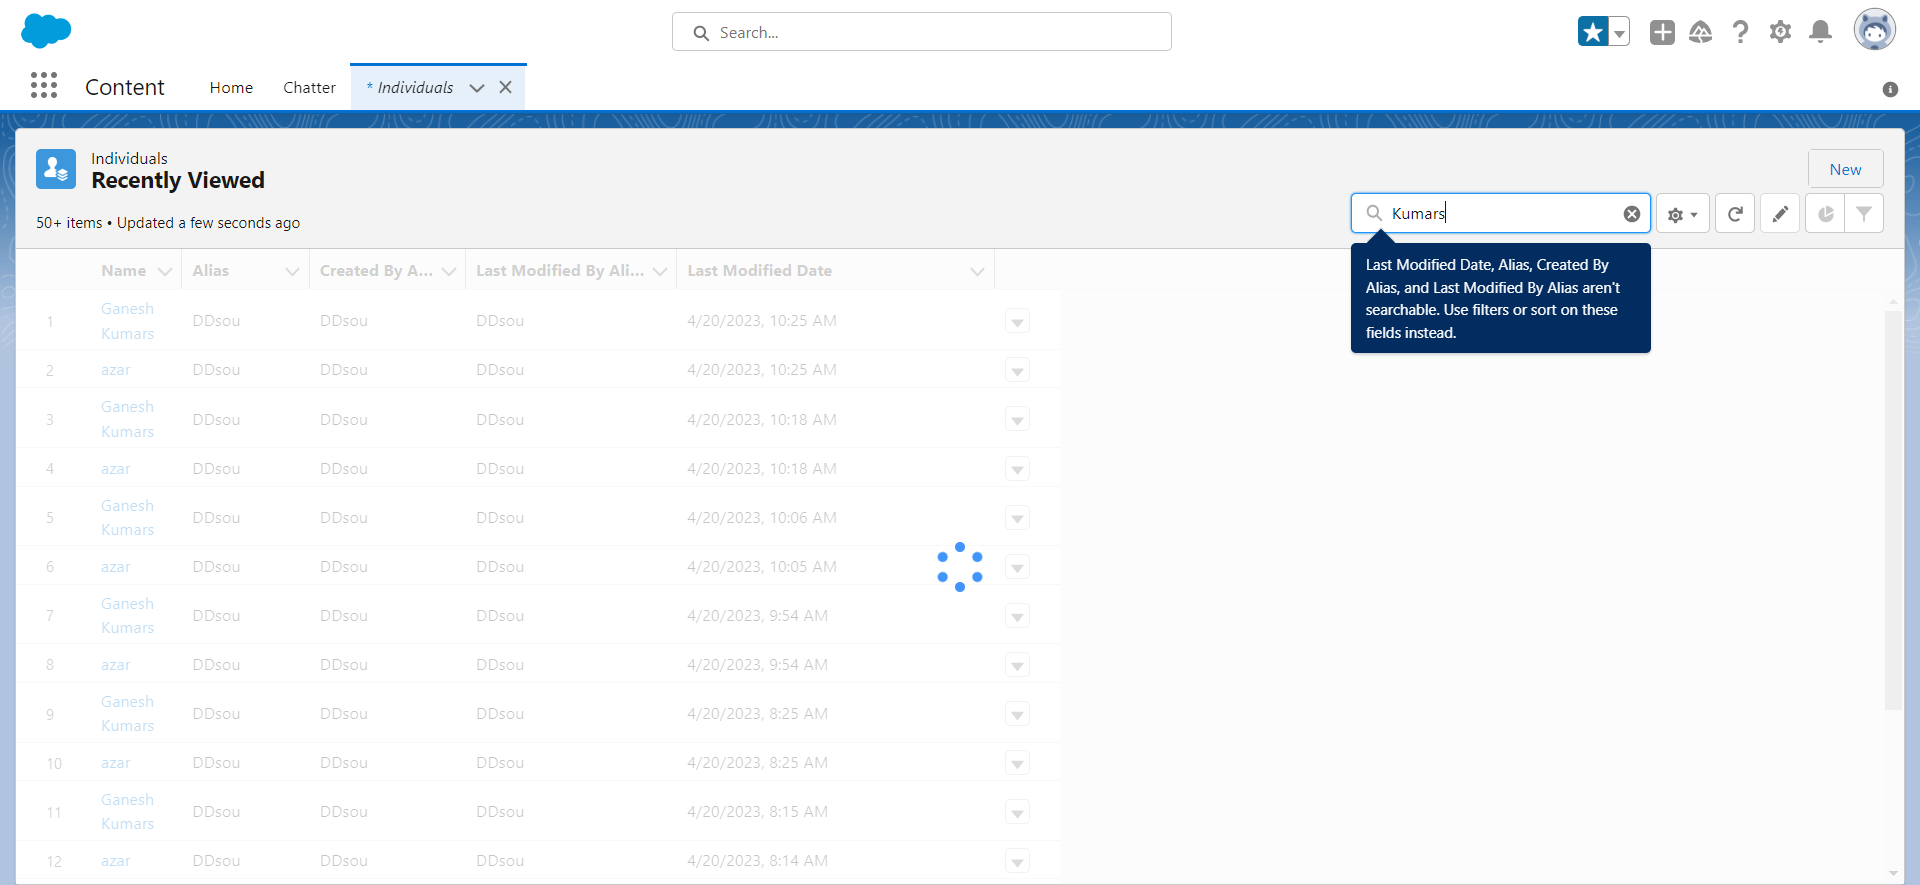 Search...
Content
Home
Chatter
* Individuals
Individuals
Recently Viewed
New
50+ items • Updated a few seconds ago
Kumars
Last Modified Date, Alias, Created By
Alias, and Last Modified By Alias aren't
searchable. Use filters or sort on these
fields instead.
Name Alias Created By A... Last Modified By Ali... Last Modified Date
1 Ganesh Kumars DDsou DDsou DDsou 4/20/2023, 10:25 AM
2 azar DDsou DDsou DDsou 4/20/2023, 10:25 AM
3 Ganesh Kumars DDsou DDsou DDsou 4/20/2023, 10:18 AM
4 azar DDsou DDsou DDsou 4/20/2023, 10:18 AM
5 Ganesh Kumars DDsou DDsou DDsou 4/20/2023, 10:06 AM
6 azar DDsou DDsou DDsou 4/20/2023, 10:05 AM
7 Ganesh Kumars DDsou DDsou DDsou 4/20/2023, 9:54 AM
8 azar DDsou DDsou DDsou 4/20/2023, 9:54 AM
9 Ganesh Kumars DDsou DDsou DDsou 4/20/2023, 8:25 AM
10 azar DDsou DDsou DDsou 4/20/2023, 8:25 AM
11 Ganesh Kumars DDsou DDsou DDsou 4/20/2023, 8:15 AM
12 azar DDsou DDsou DDsou 4/20/2023, 8:14 AM